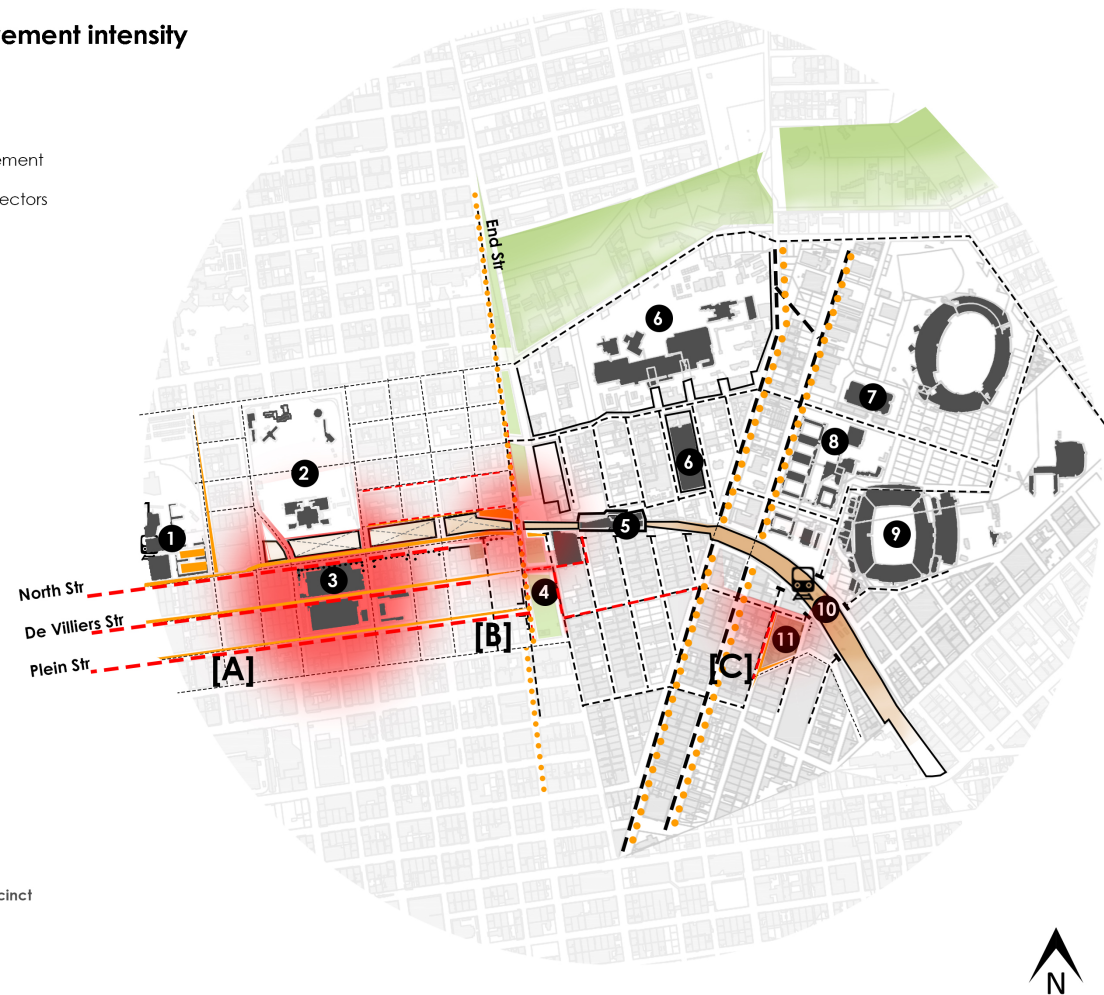 ement intensity
ement
ectors
End Str
6
7
8
2
6
1
5
9
3
North Str
4
10
De Villiers Str
[B]
11
Plein Str
[A]
[C]
cinct
N